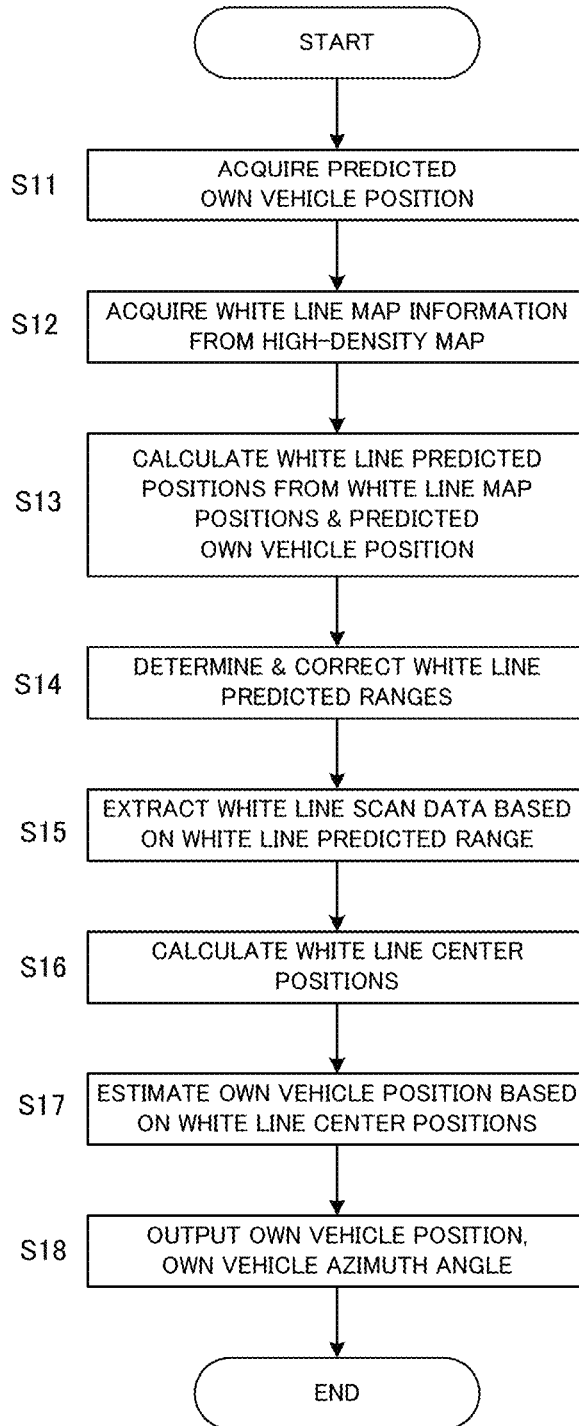 START
S11
ACQUIRE PREDICTED
OWN VEHICLE POSITION
S12
ACQUIRE WHITE LINE MAP INFORMATION
FROM HIGH-DENSITY MAP
S13
CALCULATE WHITE LINE PREDICTED
POSITIONS FROM WHITE LINE MAP
POSITIONS & PREDICTED
OWN VEHICLE POSITION
S14
DETERMINE & CORRECT WHITE LINE
PREDICTED RANGES
S15
EXTRACT WHITE LINE SCAN DATA BASED
ON WHITE LINE PREDICTED RANGE
S16
CALCULATE WHITE LINE CENTER
POSITIONS
S17
ESTIMATE OWN VEHICLE POSITION BASED
ON WHITE LINE CENTER POSITIONS
S18
OUTPUT OWN VEHICLE POSITION,
OWN VEHICLE AZIMUTH ANGLE
END